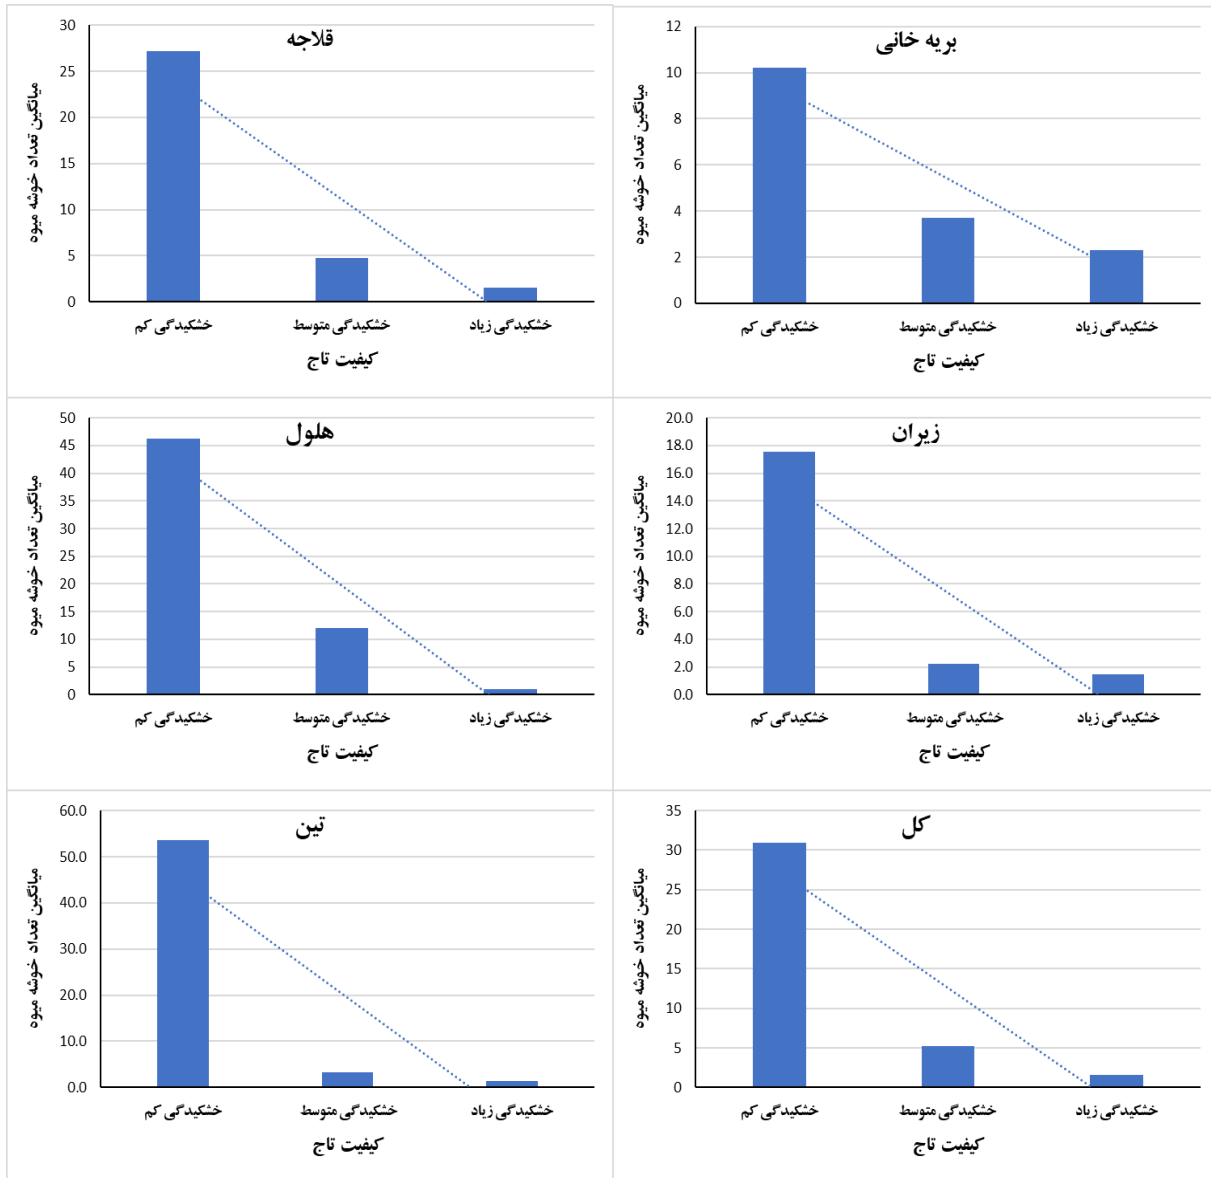 قلاجه
میانگین تعداد خوشه میوه
30
25
20
15
10
5
0
خشکیدگی کم
خشکیدگی متوسط
خشکیدگی زیاد
کیفیت تاج
بریه خانی
میانگین تعداد خوشه میوه
12
10
8
6
4
2
0
خشکیدگی کم
خشکیدگی متوسط
خشکیدگی زیاد
کیفیت تاج
هلول
میانگین تعداد خوشه میوه
50
45
40
35
30
25
20
15
10
5
0
خشکیدگی کم
خشکیدگی متوسط
خشکیدگی زیاد
کیفیت تاج
زیران
میانگین تعداد خوشه میوه
20.0
18.0
16.0
14.0
12.0
10.0
8.0
6.0
4.0
2.0
0.0
خشکیدگی کم
خشکیدگی متوسط
خشکیدگی زیاد
کیفیت تاج
تین
میانگین تعداد خوشه میوه
60.0
50.0
40.0
30.0
20.0
10.0
0.0
خشکیدگی کم
خشکیدگی متوسط
خشکیدگی زیاد
کیفیت تاج
کل
میانگین تعداد خوشه میوه
35
30
25
20
15
10
5
0
خشکیدگی کم
خشکیدگی متوسط
خشکیدگی زیاد
کیفیت تاج